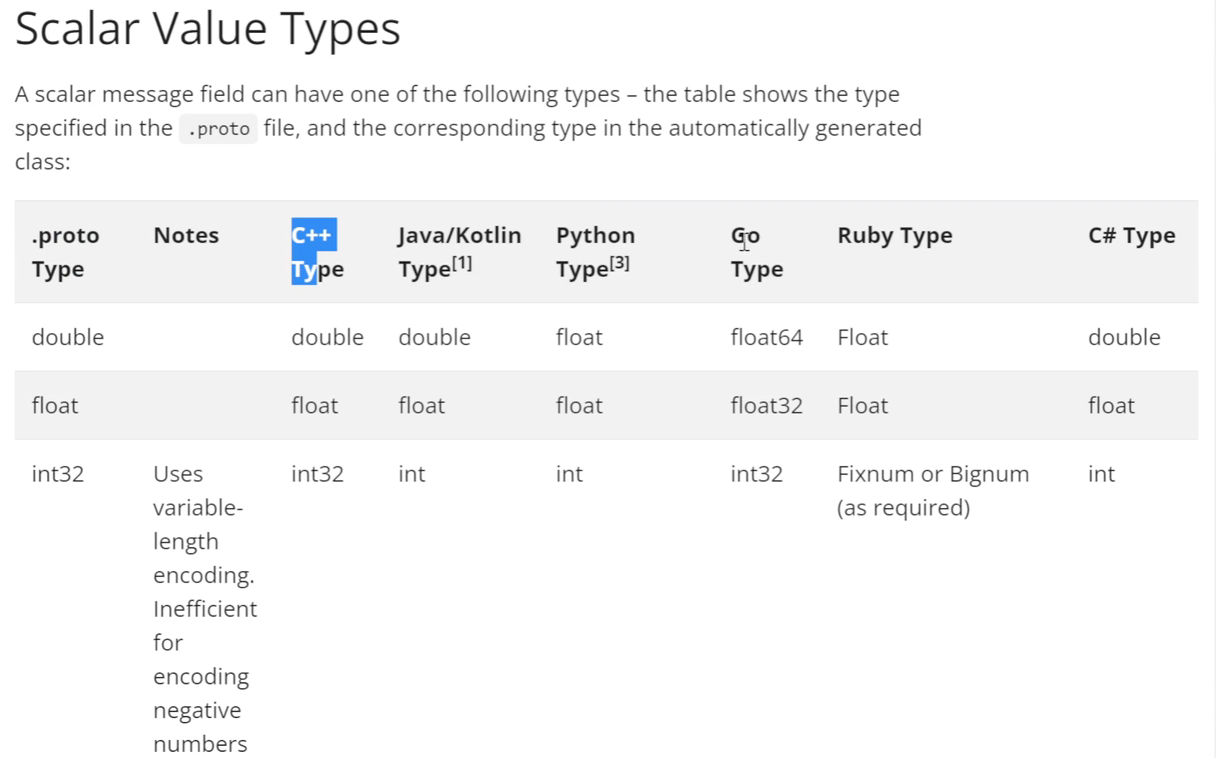 Scalar Value Types
A scalar message field can have one of the following types – the table shows the type
specified in the .proto file, and the corresponding type in the automatically generated
class:
.proto Type Notes C++ Type Java/Kotlin Type[1] Python Type[3] Go Type Ruby Type C# Type
double double double float float64 Float double
float float float float float32 Float float
int32 Uses int32 int int int32 Fixnum or Bignum int
variable- (as required)
length
encoding.
Inefficient
for
encoding
negative
numbers